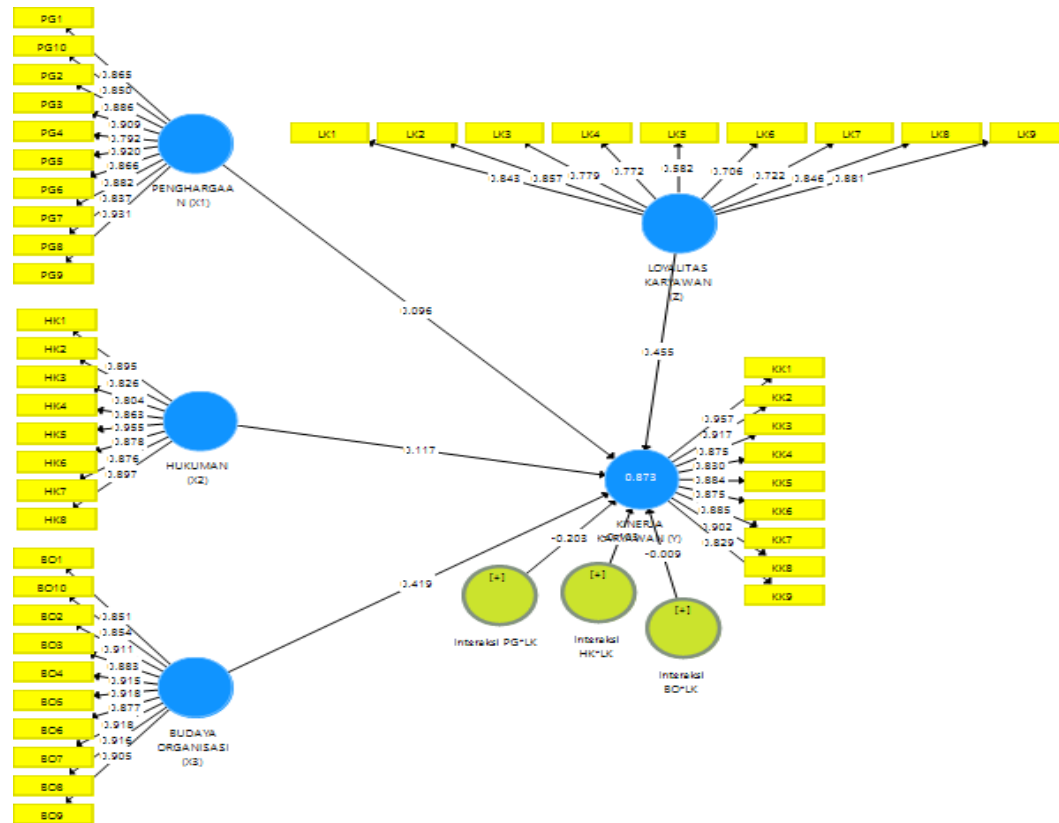 PG1
PG10
PG2
PG3
PG4
PG5
PG6
PG7
PG8
PG9
0.865
0.850
0.886
0.909
0.792
0.920
0.866
0.882
0.837
0.931
PENGHARGAA
N (X1)
LK1 LK2 LK3 LK4 LK5 LK6 LK7 LK8 LK9
0.843 0.857 0.779 0.772 0.582 0.706 0.722 0.846 0.881
LOYALITAS
KARYAWAN
(Z)
0.096
0.455
HK1
HK2
HK3
HK4
HK5
HK6
HK7
HK8
0.895
0.826
0.804
0.863
0.955
0.878
0.876
0.897
HUKUMAN
(X2)
0.117
KK1
KK2
KK3
KK4
KK5
KK6
KK7
KK8
KK9
0.957
0.917
0.875
0.830
0.884
0.875
0.885
0.902
0.829
0.873
KINERJA
KARYAWAN (Y)
-0.203
-0.009
[+]
Interaksi PG*LK
[+]
Interaksi
HK*LK
[+]
Interaksi
BO*LK
0.419
BO1
BO10
BO2
BO3
BO4
BO5
BO6
BO7
BO8
BO9
0.851
0.854
0.911
0.883
0.915
0.918
0.877
0.918
0.916
0.905
BUDAYA
ORGANISASI
(X3)